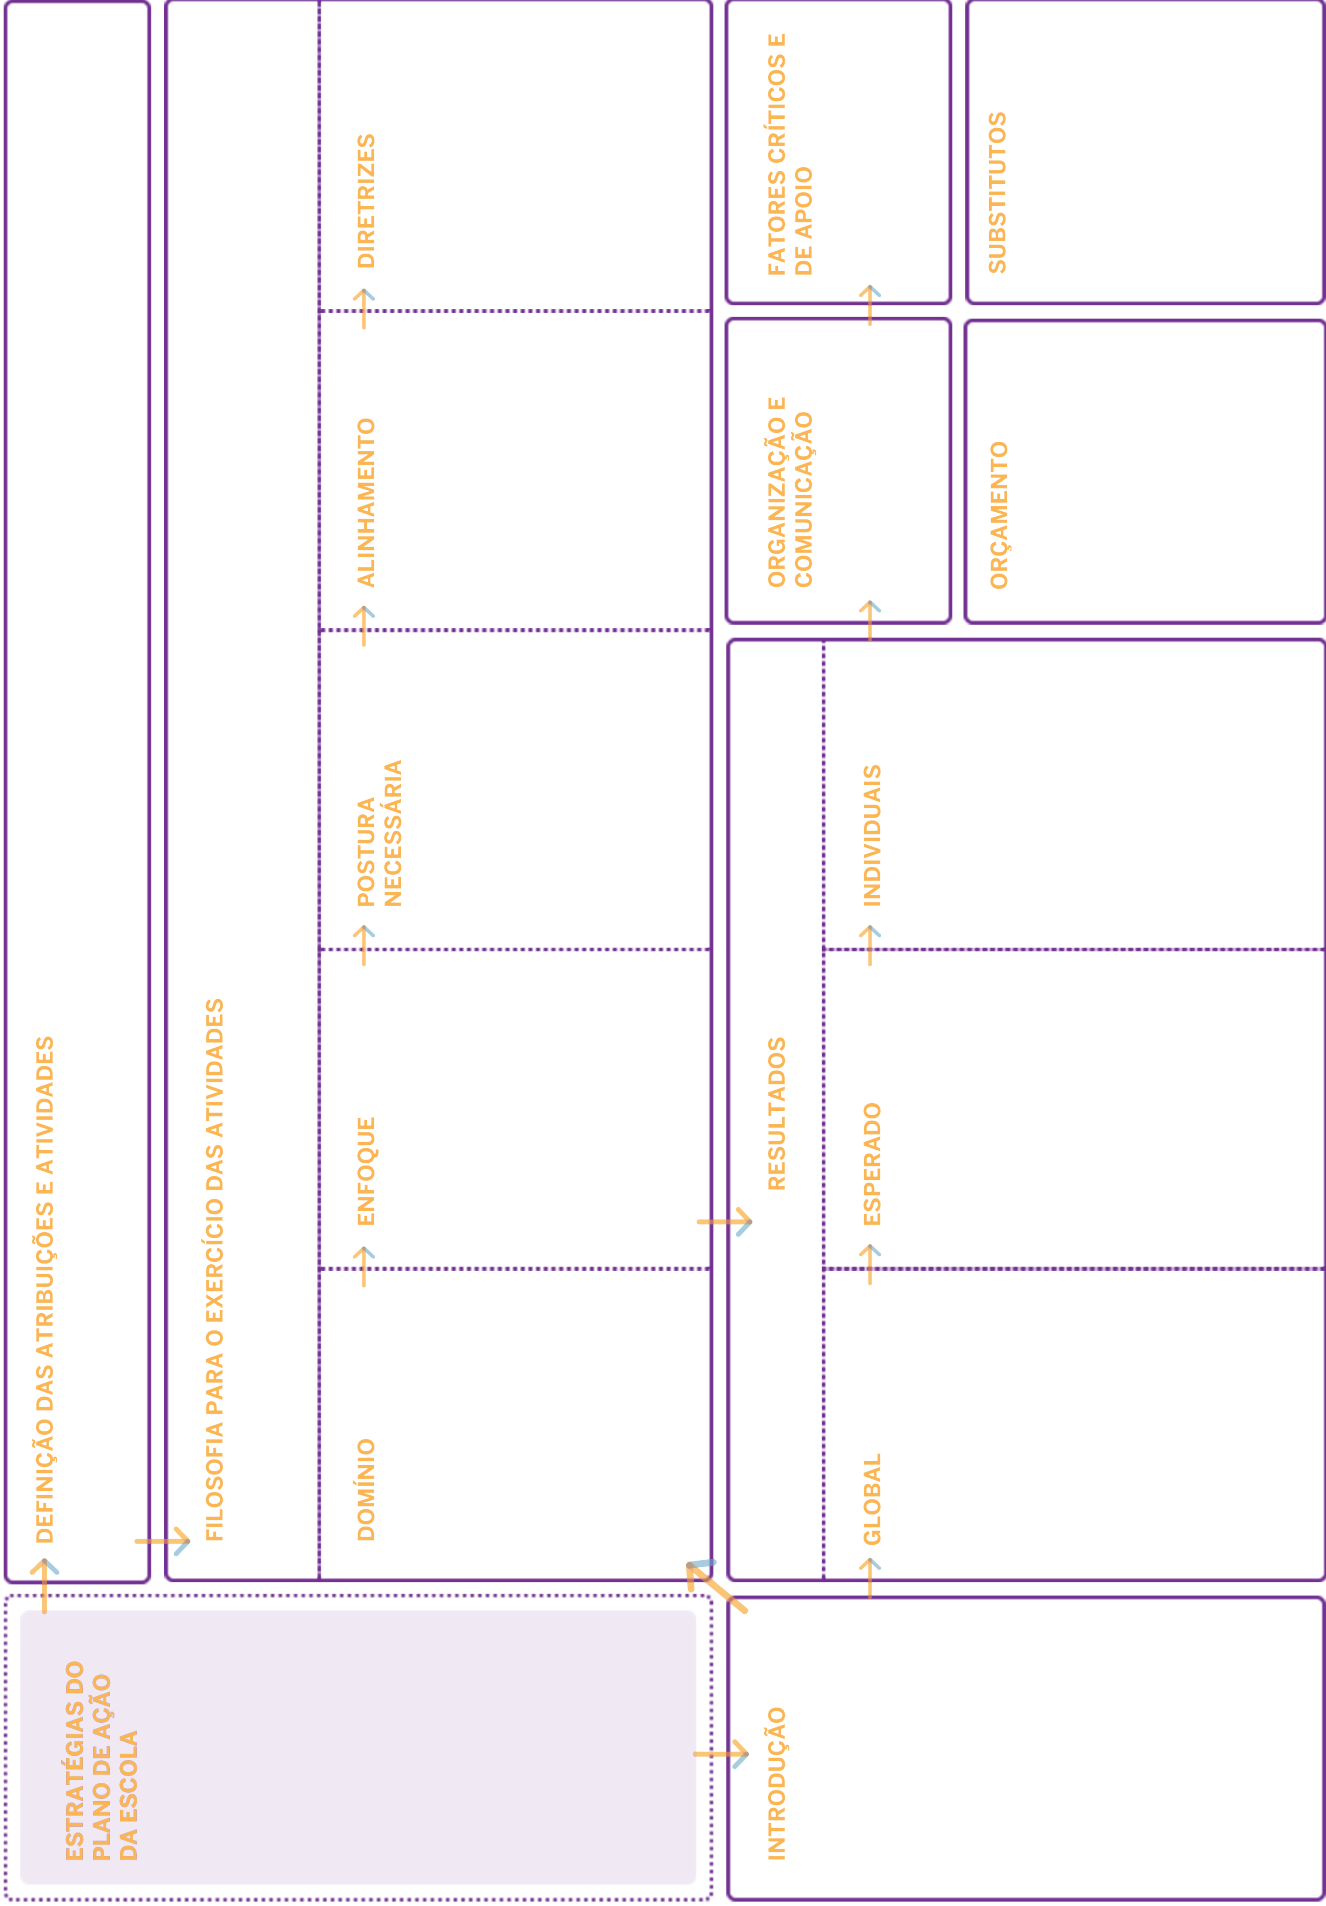 ESTRATÉGIAS DO
PLANO DE AÇÃO
DA ESCOLA
DEFINIÇÃO DAS ATRIBUIÇÕES E ATIVIDADES
FILOSOFIA PARA O EXERCÍCIO DAS ATIVIDADES
DOMÍNIO
ENFOQUE
POSTURA
NECESSÁRIA
ALINHAMENTO
DIRETRIZES
INTRODUÇÃO
RESULTADOS
GLOBAL
ESPERADO
INDIVIDUAIS
ORGANIZAÇÃO E
COMUNICAÇÃO
FATORES CRÍTICOS E
DE APOIO
ORÇAMENTO
SUBSTITUTOS